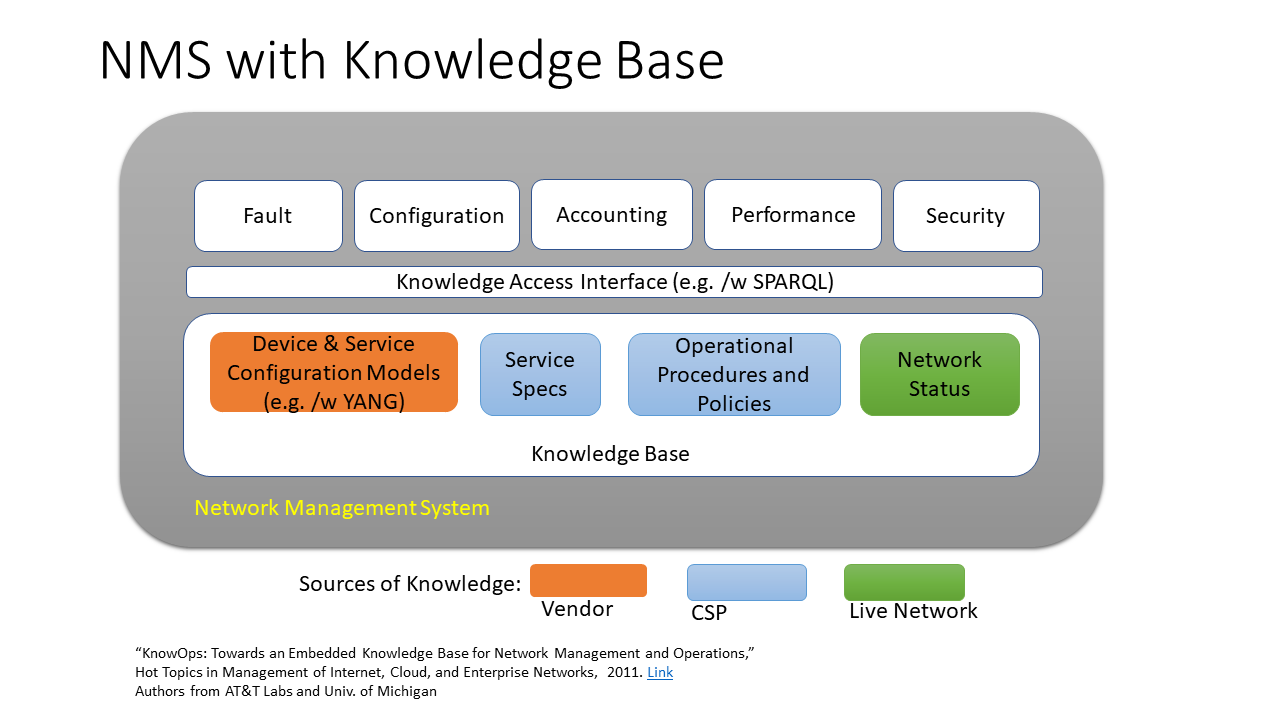 NMS with Knowledge Base
Fault
Configuration
Accounting
Performance
Security
Knowledge Access Interface (e.g. /w SPARQL)
Device & Service
Configuration Models
(e.g. /w YANG)
Service
Specs
Operational
Procedures and
Policies
Network
Status
Knowledge Base
Network Management System
Sources of Knowledge:
Vendor
CSP
Live Network
“KnowOps: Towards an Embedded Knowledge Base for Network Management and Operations,”
Hot Topics in Management of Internet, Cloud, and Enterprise Networks, 2011. Link
Authors from AT&T Labs and Univ. of Michigan